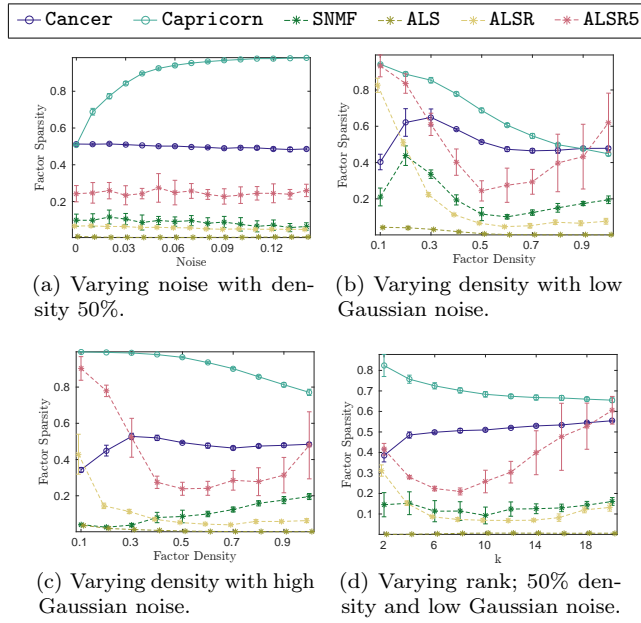 Cancer Capricorn SNMF ALS ALSR ALSR5
0.8
0.6
0.4
0.2
Factor Sparsity
0 0.03 0.06 0.09 0.12
Noise
(a) Varying noise with den-
sity 50%.
0.8
0.6
0.4
0.2
Factor Sparsity
0.1 0.3 0.5 0.7 0.9
Factor Density
(b) Varying density with low
Gaussian noise.
0.8
0.6
0.4
0.2
Factor Sparsity
0.1 0.3 0.5 0.7 0.9
Factor Density
(c) Varying density with high
Gaussian noise.
0.8
0.7
0.6
0.5
0.4
0.3
0.2
0.1
Factor Sparsity
2 6 10 14 18
k
(d) Varying rank; 50% den-
sity and low Gaussian noise.